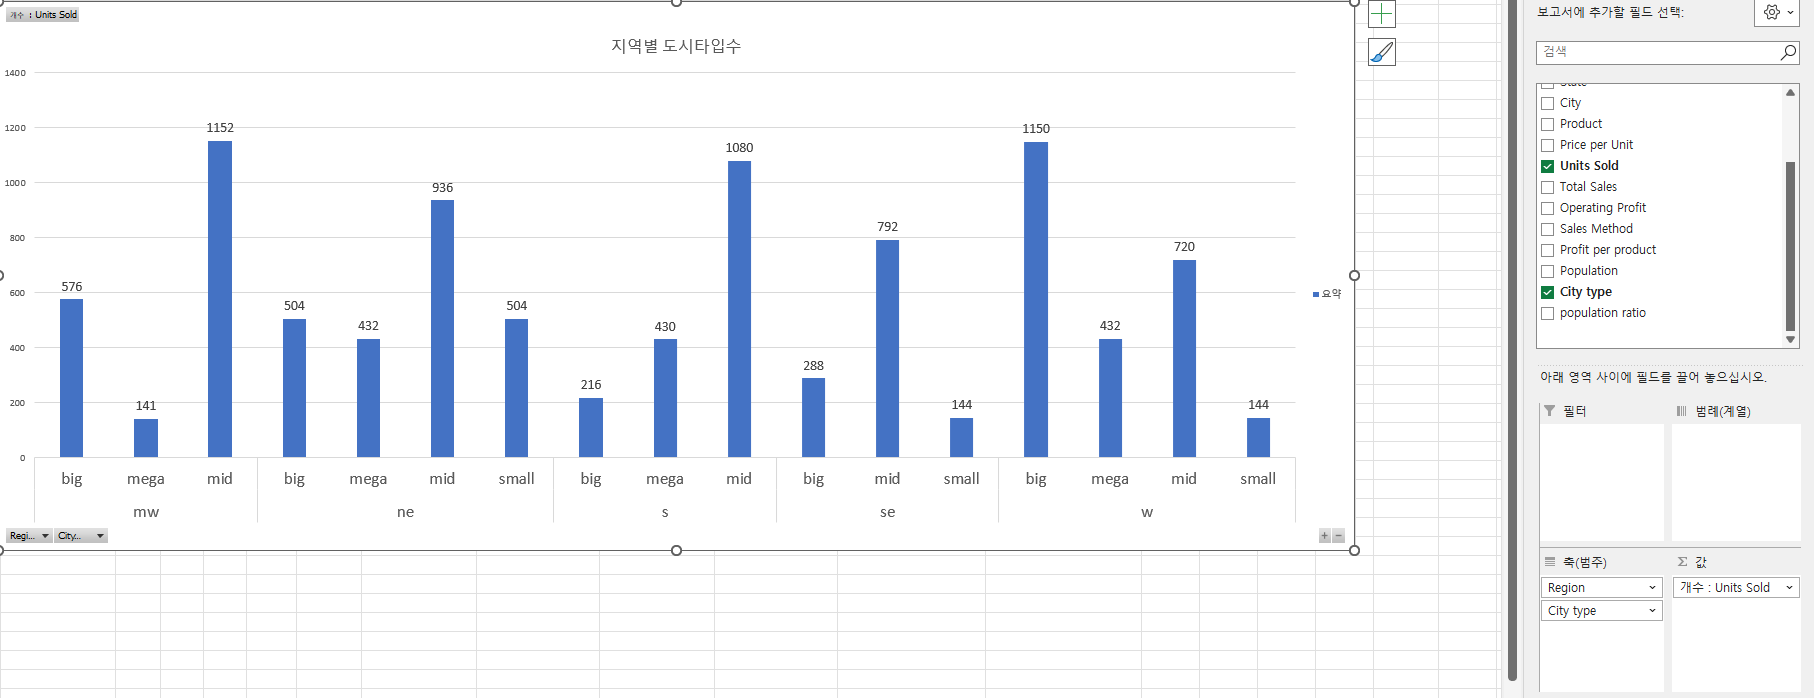 개수 : Units Sold
지역별 도시타입수
1400
1200
1000
800
600
400
200
0
576
141
1152
504
432
936
504
216
430
1080
288
792
144
1150
432
720
144
big mega mid big mega mid small big mega mid big mid small big mega mid small
mw ne s se w
요약
Regi... City...
+ −
보고서에 추가할 필드 선택:
검색
State
City
Product
Price per Unit
Units Sold
Total Sales
Operating Profit
Sales Method
Profit per product
Population
City type
population ratio
아래 영역 사이에 필드를 끌어 놓으십시오.
필터
범례(계열)
축(범주)
Region
City type
Σ 값
개수 : Units Sold